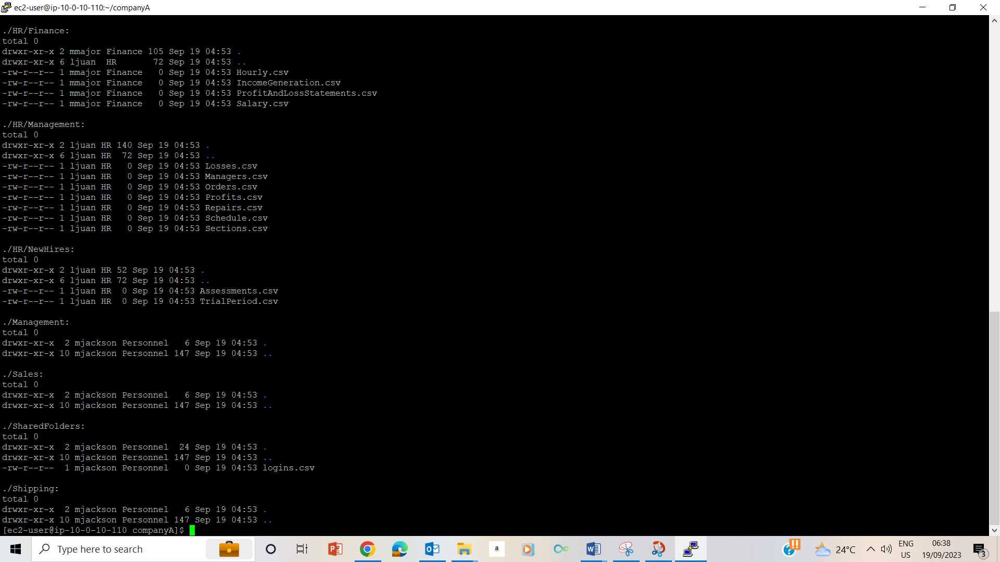 ec2-user@ip-10-0-10-110:~/companyA
./HR/Finance:
total 0
drwxr-xr-x 2 mmajor Finance 105 Sep 19 04:53 .
drwxr-xr-x 6 ljuan  HR       72 Sep 19 04:53 ..
-rw-r--r-- 1 mmajor Finance   0 Sep 19 04:53 Hourly.csv
-rw-r--r-- 1 mmajor Finance   0 Sep 19 04:53 IncomeGeneration.csv
-rw-r--r-- 1 mmajor Finance   0 Sep 19 04:53 ProfitAndLossStatements.csv
-rw-r--r-- 1 mmajor Finance   0 Sep 19 04:53 Salary.csv
./HR/Management:
total 0
drwxr-xr-x 2 ljuan HR 140 Sep 19 04:53 .
drwxr-xr-x 6 ljuan HR  72 Sep 19 04:53 ..
-rw-r--r-- 1 ljuan HR   0 Sep 19 04:53 Losses.csv
-rw-r--r-- 1 ljuan HR   0 Sep 19 04:53 Managers.csv
-rw-r--r-- 1 ljuan HR   0 Sep 19 04:53 Orders.csv
-rw-r--r-- 1 ljuan HR   0 Sep 19 04:53 Profits.csv
-rw-r--r-- 1 ljuan HR   0 Sep 19 04:53 Repairs.csv
-rw-r--r-- 1 ljuan HR   0 Sep 19 04:53 Schedule.csv
-rw-r--r-- 1 ljuan HR   0 Sep 19 04:53 Sections.csv
./HR/NewHires:
total 0
drwxr-xr-x 2 ljuan HR 52 Sep 19 04:53 .
drwxr-xr-x 6 ljuan HR 72 Sep 19 04:53 ..
-rw-r--r-- 1 ljuan HR  0 Sep 19 04:53 Assessments.csv
-rw-r--r-- 1 ljuan HR  0 Sep 19 04:53 TrialPeriod.csv
./Management:
total 0
drwxr-xr-x  2 mjackson Personnel   6 Sep 19 04:53 .
drwxr-xr-x 10 mjackson Personnel 147 Sep 19 04:53 ..
./Sales:
total 0
drwxr-xr-x  2 mjackson Personnel   6 Sep 19 04:53 .
drwxr-xr-x 10 mjackson Personnel 147 Sep 19 04:53 ..
./SharedFolders:
total 0
drwxr-xr-x  2 mjackson Personnel  24 Sep 19 04:53 .
drwxr-xr-x 10 mjackson Personnel 147 Sep 19 04:53 ..
-rw-r--r--  1 mjackson Personnel   0 Sep 19 04:53 logins.csv
./Shipping:
total 0
drwxr-xr-x  2 mjackson Personnel   6 Sep 19 04:53 .
drwxr-xr-x 10 mjackson Personnel 147 Sep 19 04:53 ..
[ec2-user@ip-10-0-10-110 companyA]$
Type here to search
a
24°C
ENG
US
06:38
19/09/2023
3